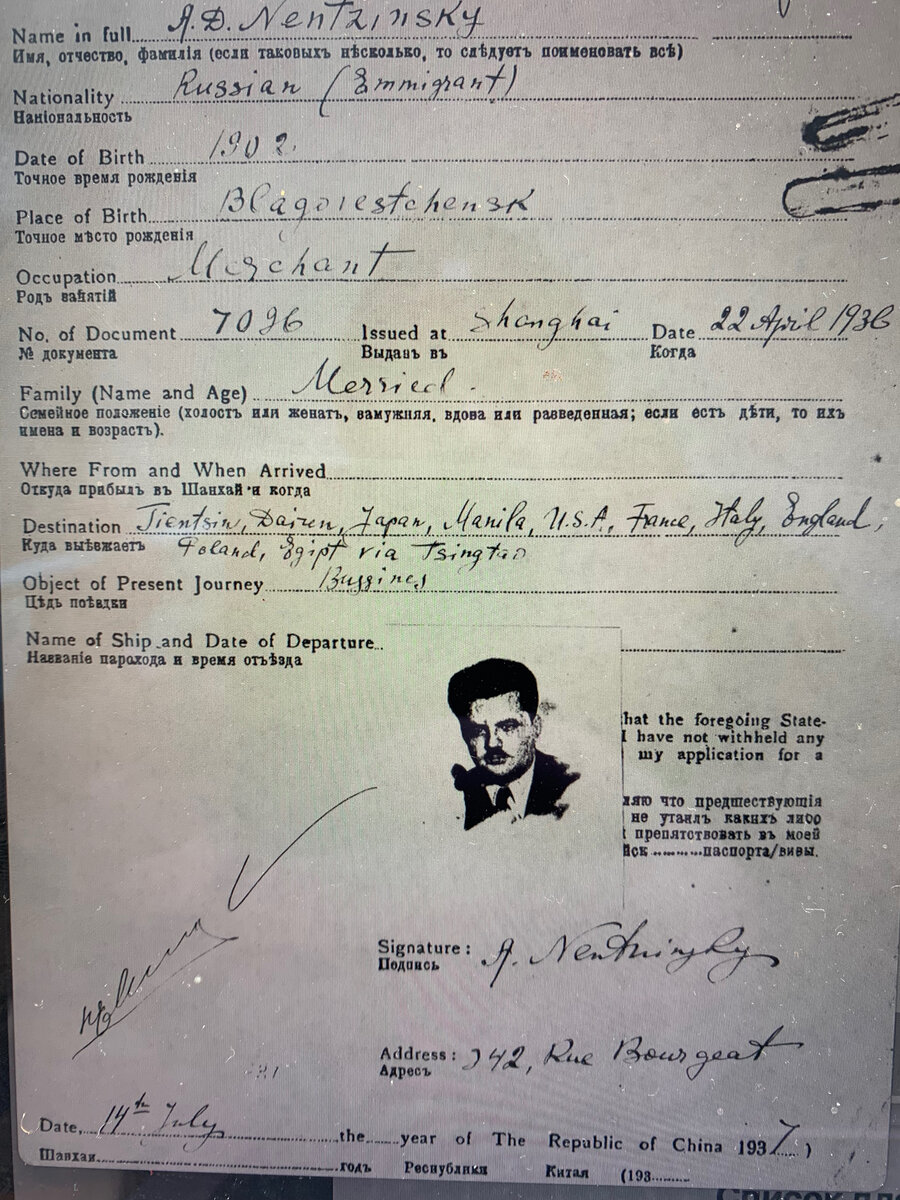 Name in full A.D. Nentzinsky
Имя, отчество, фамилія (если таковыхъ нѣсколько, то слѣдуетъ поименовать всѣ)
Nationality Russian (Emmigrant)
Національность
Date of Birth 1902.
Точное время рожденія
Place of Birth Blagovestchensk
Точное мѣсто рожденія
Occupation Merchant
Родъ занятій
No. of Document 7096 Issued at Shanghai Date 22 April 1936
№ документа Выданъ въ Когда
Family (Name and Age) Merried.
Семейное положеніе (холостъ или женатъ, замужняя, вдова или разведенная; если есть дѣти, то ихъ
имена и возрастъ).
Where From and When Arrived
Откуда прибылъ въ Шанхай и когда
Destination Tientsin, Dairen, Japan, Manila, U.S.A., France, Italy, England,
Куда выѣзжаетъ Poland, Egipt via Tsingtao
Object of Present Journey Bussines
Цѣль поѣздки
Name of Ship and Date of Departure
Названіе парохода и время отъѣзда
hat the foregoing State-
I have not withheld any
my application for a
ляю что предшествующія
не утаилъ какихъ либо
препятствовать въ моей
йск паспорта/визы.
Signature: A. Nentzinsky
Подпись
Address: 342, Rue Bourgeat
Адресъ
Date, 14th July the year of The Republic of China 1937)
Шанхаи годъ Республики Китая (193